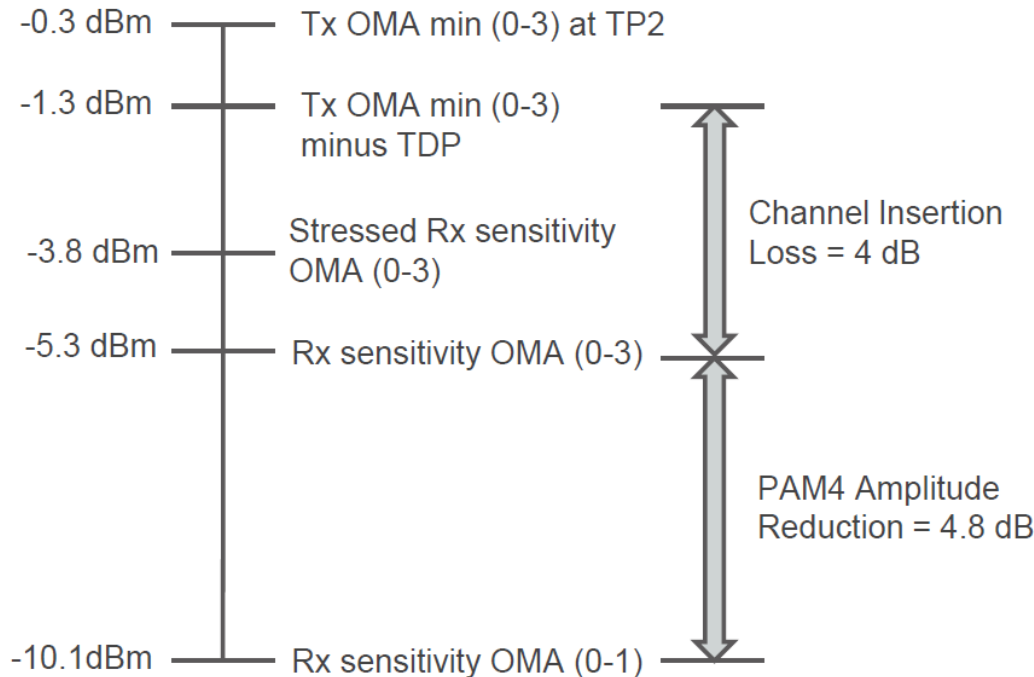 -0.3 dBm Tx OMA min (0-3) at TP2
-1.3 dBm Tx OMA min (0-3)
minus TDP
Channel Insertion
Loss = 4 dB
-3.8 dBm Stressed Rx sensitivity
OMA (0-3)
-5.3 dBm Rx sensitivity OMA (0-3)
PAM4 Amplitude
Reduction = 4.8 dB
-10.1dBm Rx sensitivity OMA (0-1)